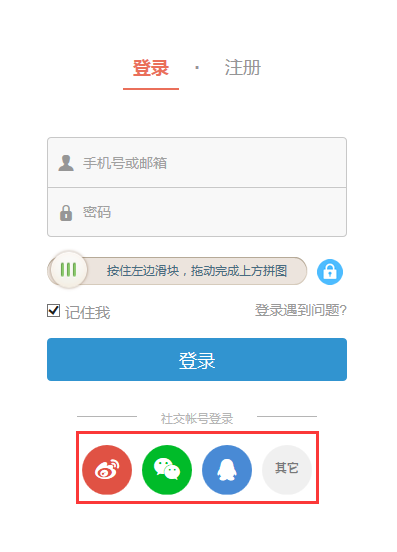 登录 · 注册
手机号或邮箱
密码
按住左边滑块，拖动完成上方拼图
记住我 登录遇到问题?
登录
社交帐号登录
其它